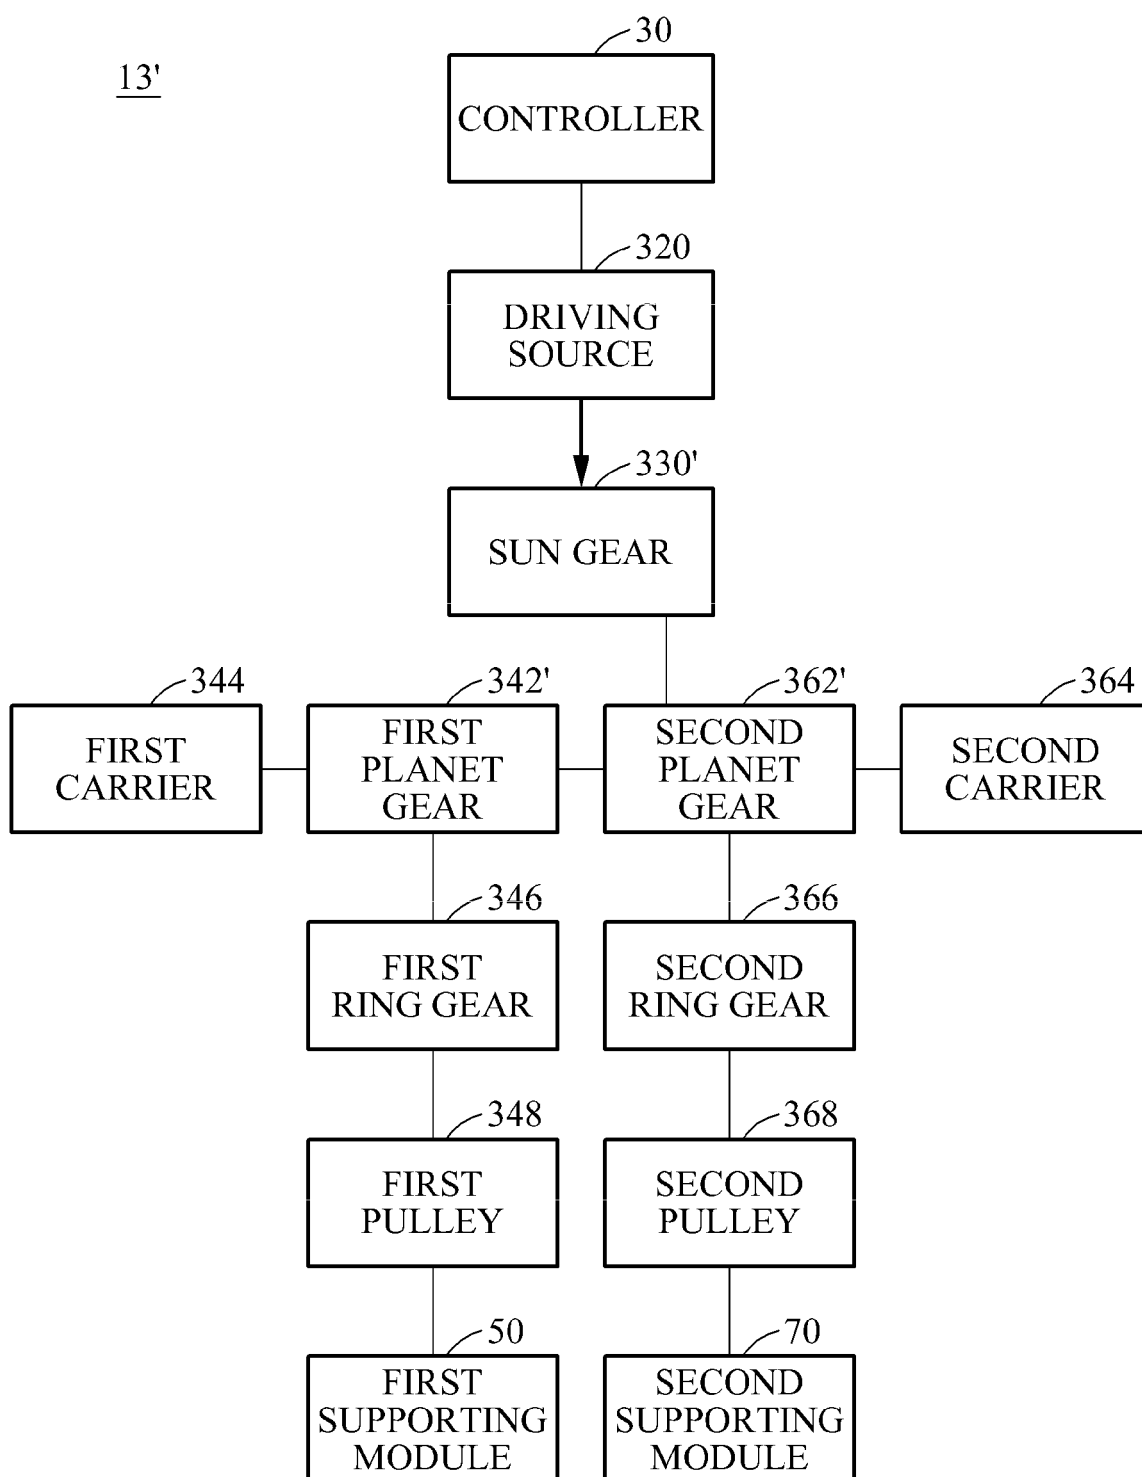 30
13'
CONTROLLER
320
DRIVING
SOURCE
330'
SUN GEAR
344
342'
362'
364
FIRST
CARRIER
FIRST
PLANET
GEAR
SECOND
PLANET
GEAR
SECOND
CARRIER
346
366
FIRST
RING GEAR
SECOND
RING GEAR
348
368
FIRST
PULLEY
SECOND
PULLEY
50
70
FIRST
SUPPORTING
MODULE
SECOND
SUPPORTING
MODULE